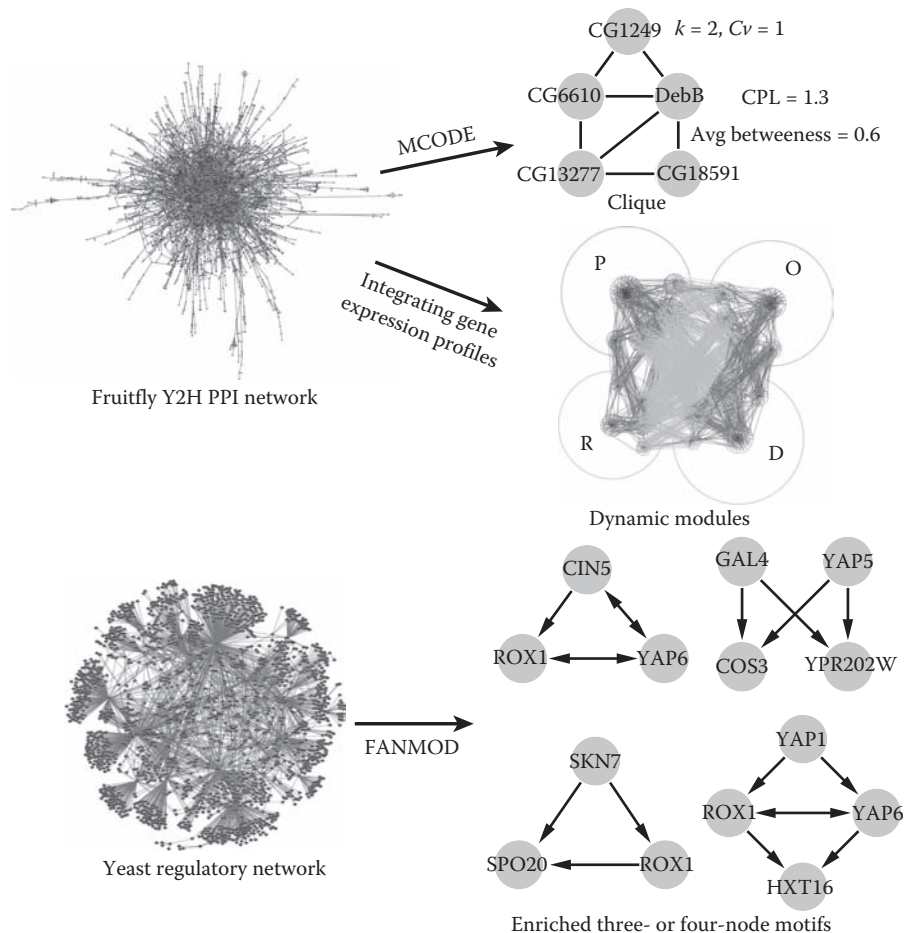 CG1249 k = 2, Cv = 1
CG6610 DebB CPL = 1.3
MCODE
Avg betweeness = 0.6
CG13277 CG18591
Clique
P O
Integrating gene
expression profiles
Fruitfly Y2H PPI network
R D
Dynamic modules
CIN5 GAL4 YAP5
ROX1 YAP6 COS3 YPR202W
FANMOD
SKN7 YAP1
ROX1 YAP6
SPO20 ROX1
HXT16
Yeast regulatory network
Enriched three- or four-node motifs